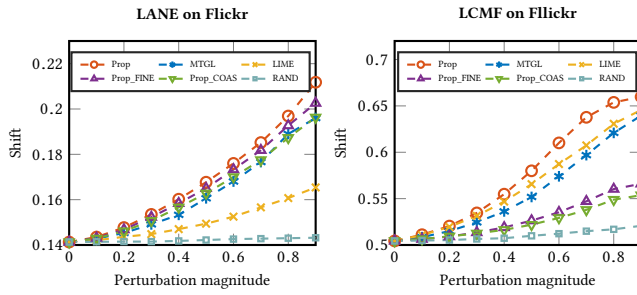 LANE on Flickr
0.22
0.2
0.18
0.16
0.14
Shift
Prop MTGL LIME
Prop_FINE Prop_COAS RAND
0 0.2 0.4 0.6 0.8
Perturbation magnitude
LCMF on Fllickr
0.7
0.65
0.6
0.55
0.5
Shift
Prop MTGL LIME
Prop_FINE Prop_COAS RAND
0 0.2 0.4 0.6 0.8
Perturbation magnitude